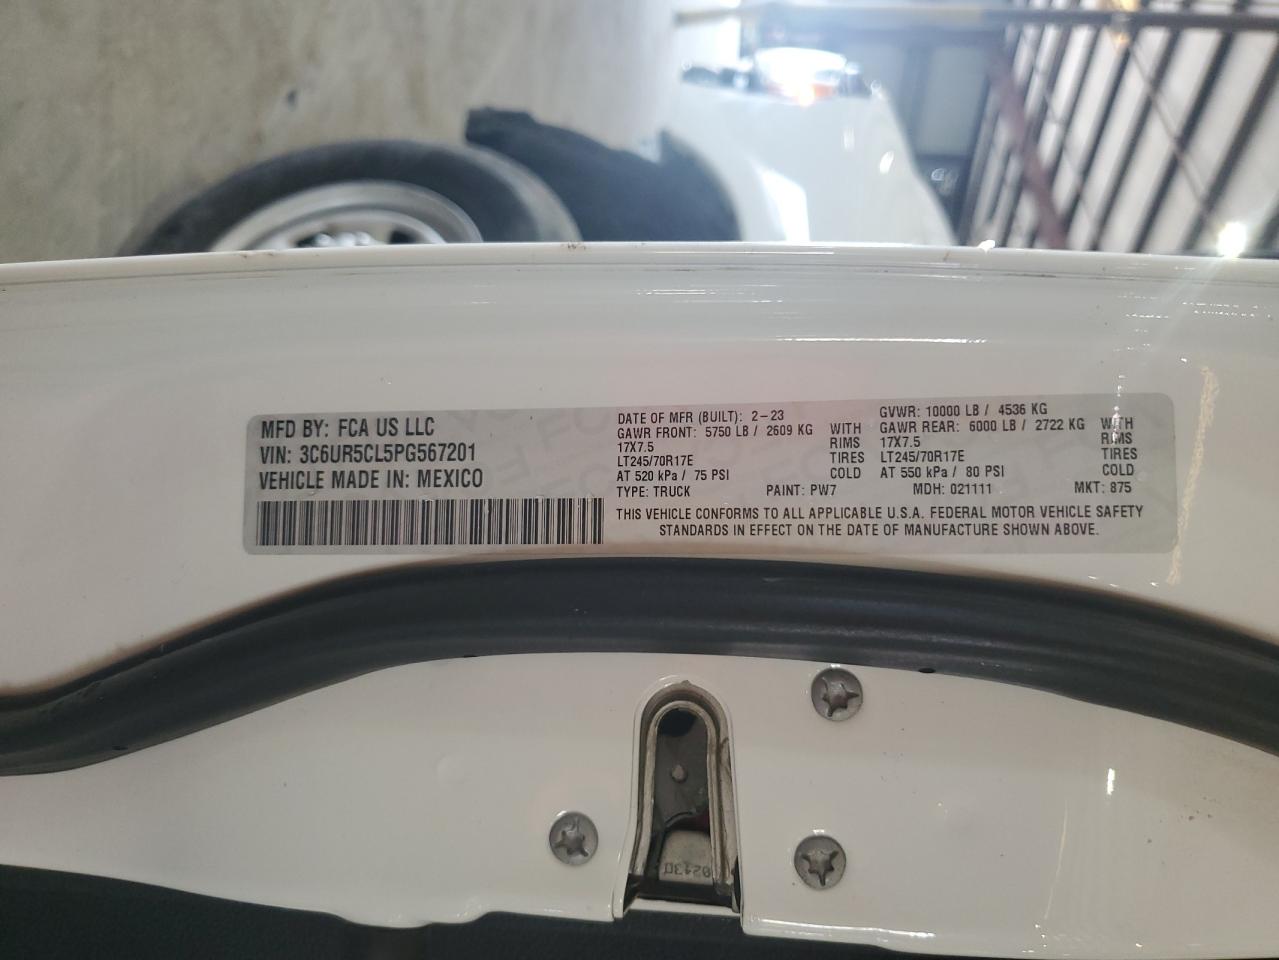 MFD BY: FCA US LLC
VIN: 3C6UR5CL5PG567201
VEHICLE MADE IN: MEXICO
DATE OF MFR (BUILT): 2-23 GVWR: 10000 LB / 4536 KG
GAWR FRONT: 5750 LB / 2609 KG WITH GAWR REAR: 6000 LB / 2722 KG WITH
17X7.5 RIMS 17X7.5 RIMS
LT245/70R17E TIRES LT245/70R17E TIRES
AT 520 kPa / 75 PSI COLD AT 550 kPa / 80 PSI COLD
TYPE: TRUCK PAINT: PW7 MDH: 021111 MKT: 875
THIS VEHICLE CONFORMS TO ALL APPLICABLE U.S.A. FEDERAL MOTOR VEHICLE SAFETY
STANDARDS IN EFFECT ON THE DATE OF MANUFACTURE SHOWN ABOVE.